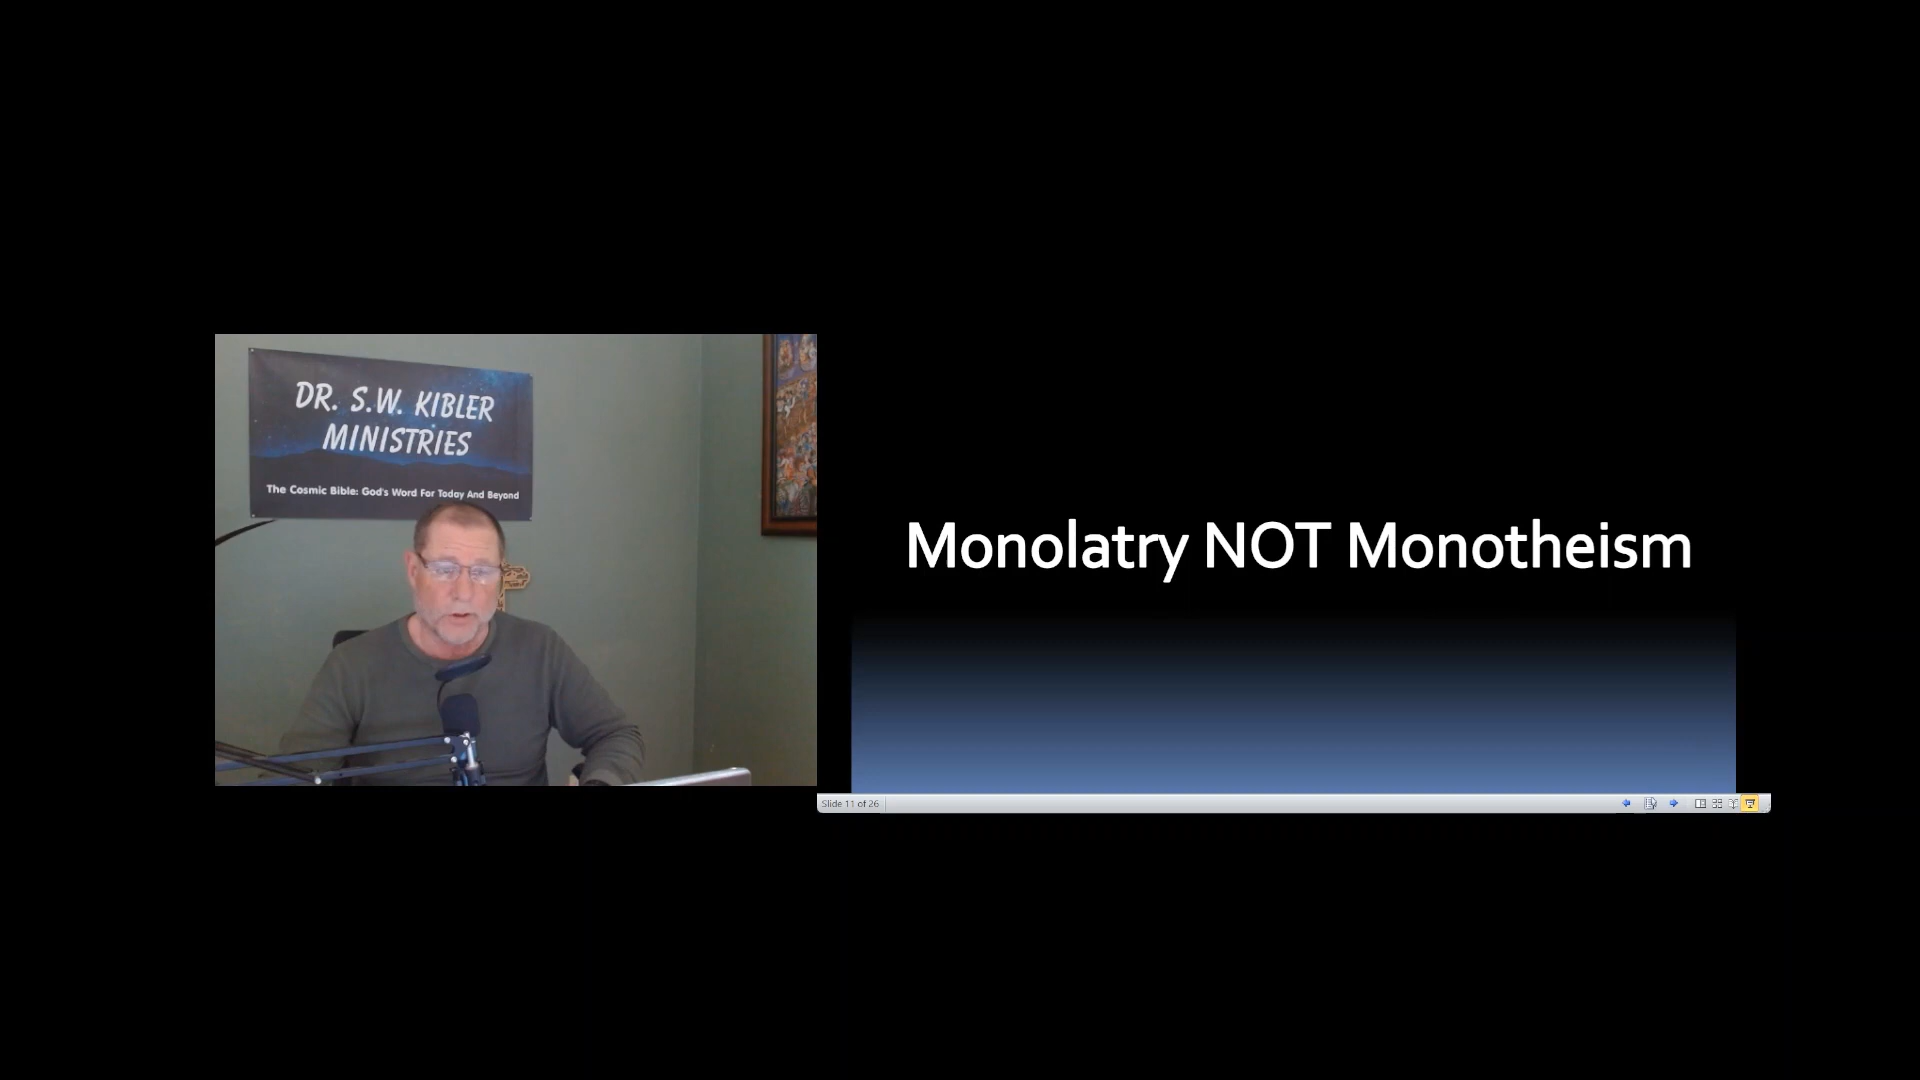 DR. S.W. KIBLER
MINISTRIES
The Cosmic Bible: God's Word For Today And Beyond
Monolatry NOT Monotheism
Slide 11 of 26